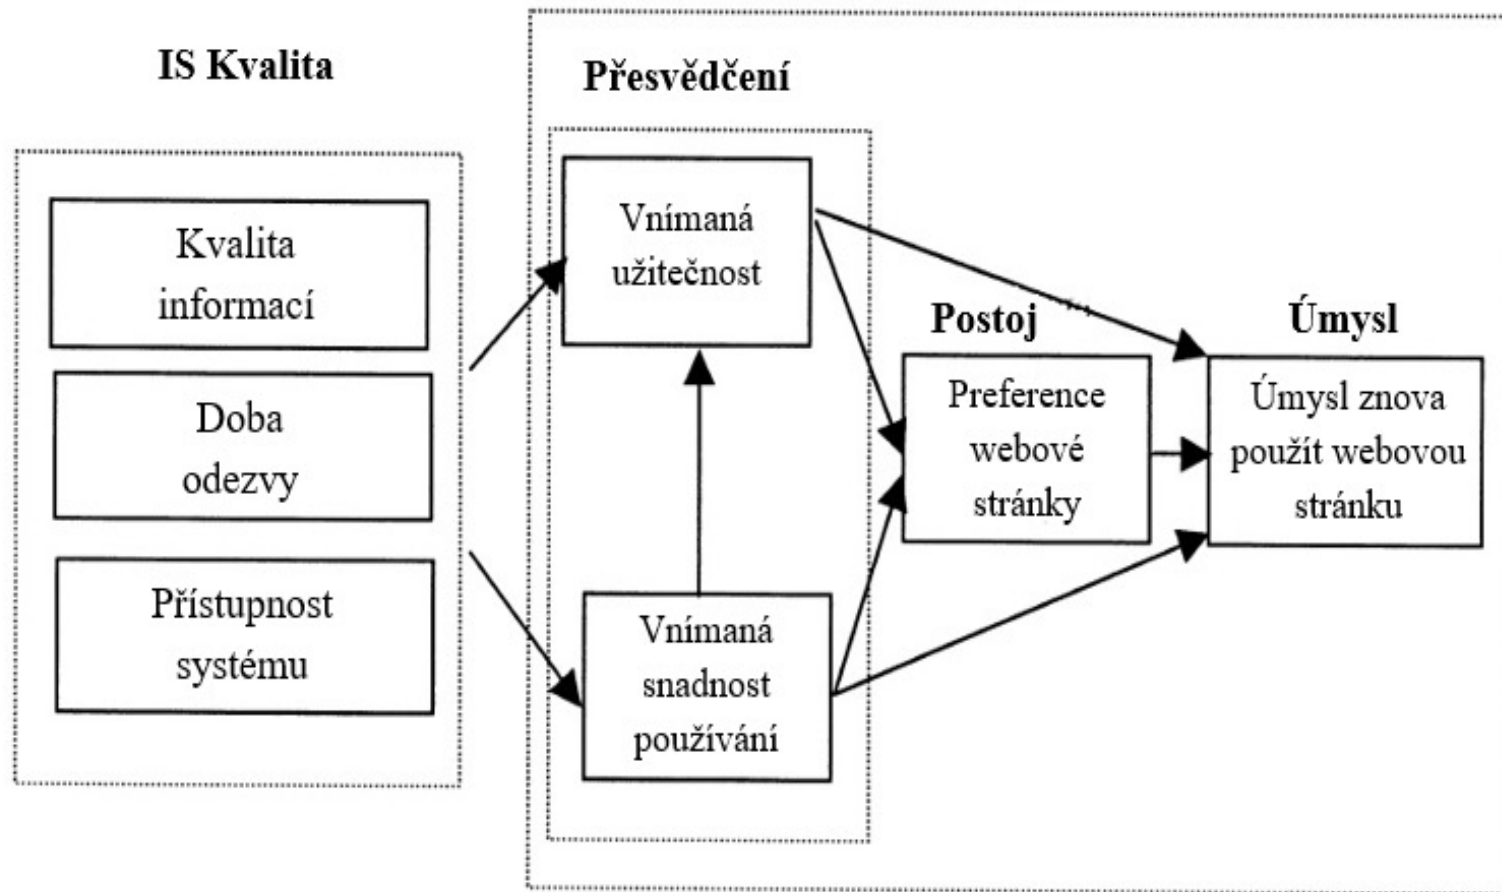 IS Kvalita
Kvalita
informací
Doba
odezvy
Přístupnost
systému
Přesvědčení
Vnímaná
užitečnost
Vnímaná
snadnost
používání
Postoj
Preference
webové
stránky
Úmysl
Úmysl znova
použít webovou
stránku